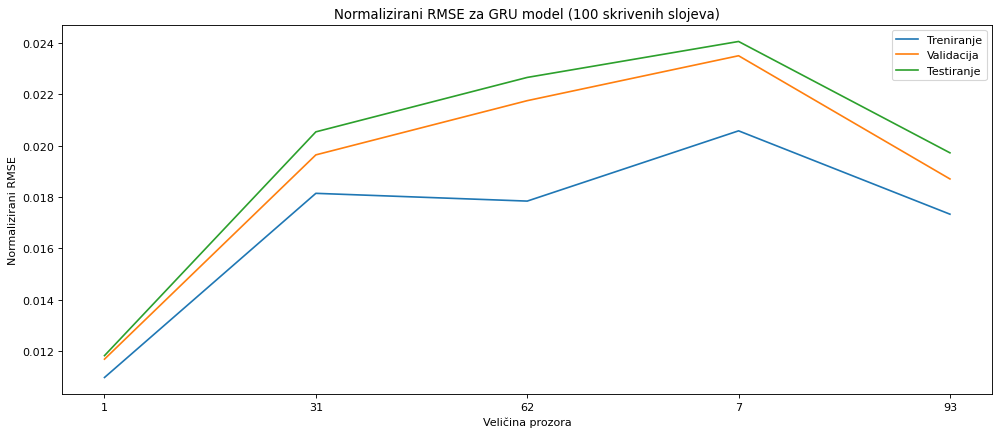 Normalizirani RMSE za GRU model (100 skrivenih slojeva)
Treniranje
Validacija
Testiranje
Normalizirani RMSE
0.024
0.022
0.020
0.018
0.016
0.014
0.012
1 31 62 7 93
Veličina prozora